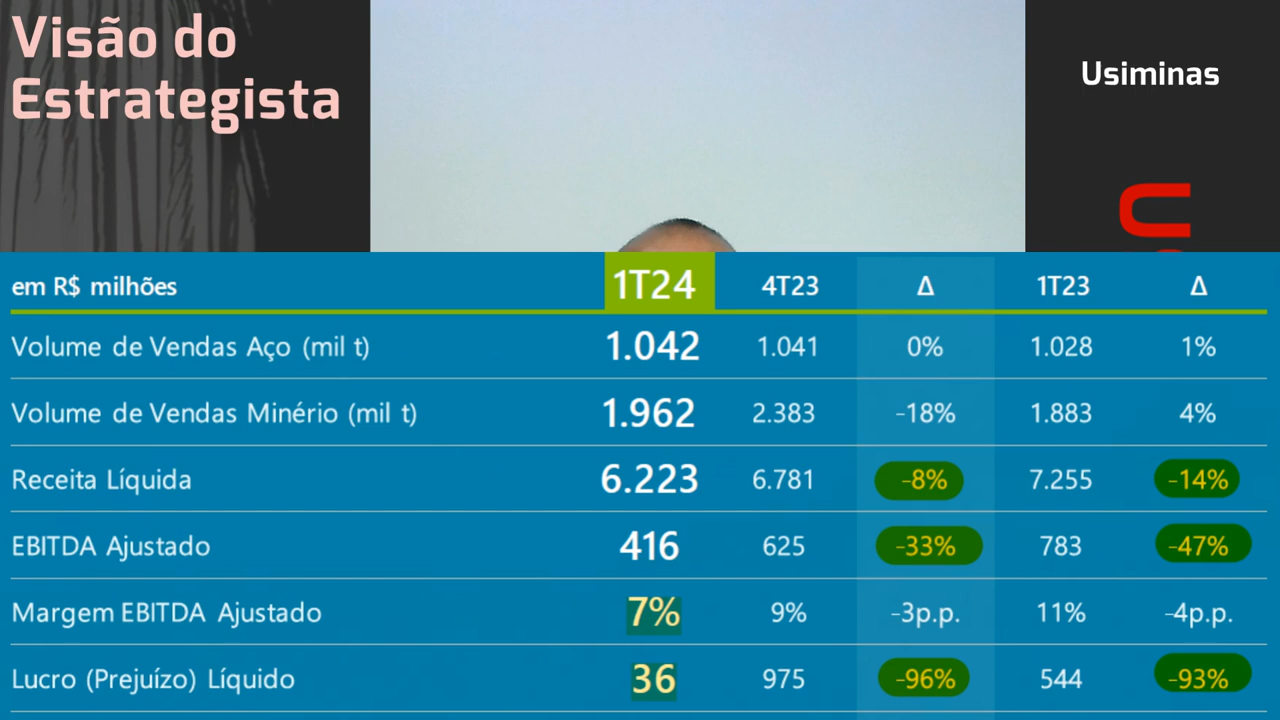 Visão do
Estrategista
Usiminas
em R$ milhões 1T24 4T23 Δ 1T23 Δ
Volume de Vendas Aço (mil t) 1.042 1.041 0% 1.028 1%
Volume de Vendas Minério (mil t) 1.962 2.383 -18% 1.883 4%
Receita Líquida 6.223 6.781 -8% 7.255 -14%
EBITDA Ajustado 416 625 -33% 783 -47%
Margem EBITDA Ajustado 7% 9% -3p.p. 11% -4p.p.
Lucro (Prejuízo) Líquido 36 975 -96% 544 -93%